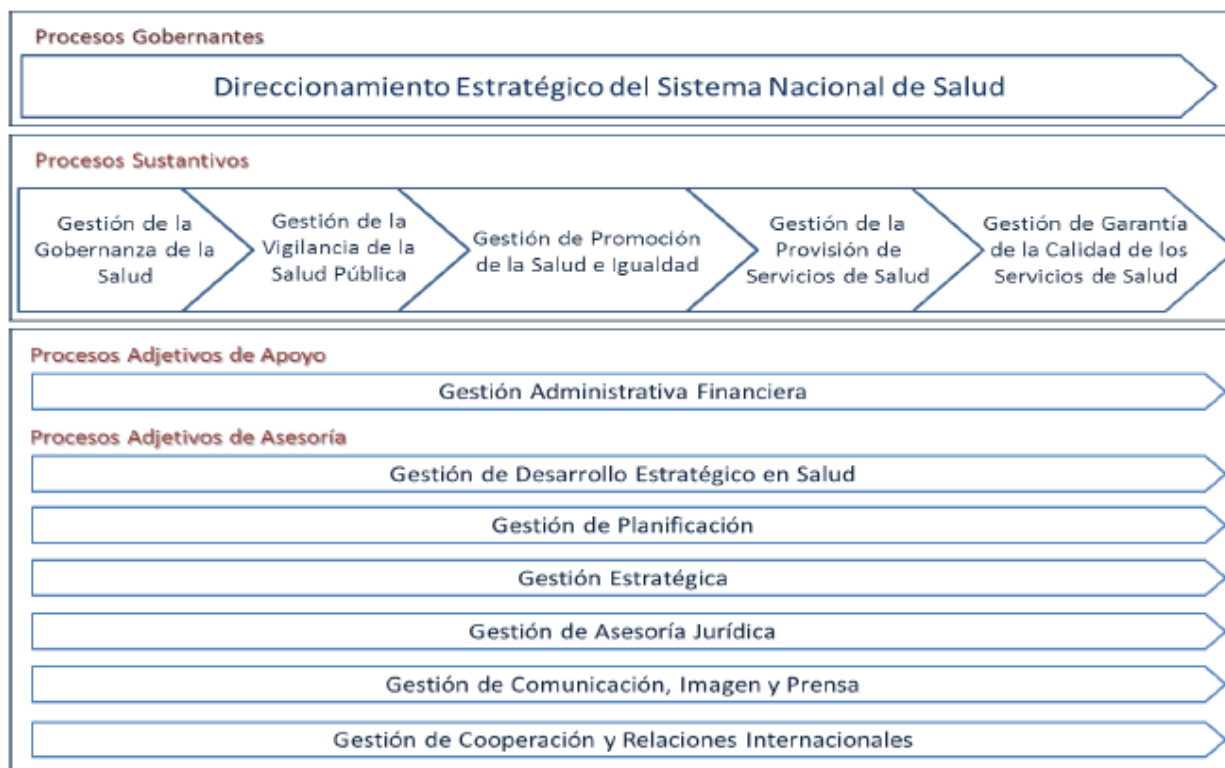 Procesos Gobernantes
Direccionamiento Estratégico del Sistema Nacional de Salud
Procesos Sustantivos
Gestión de la
Gobernanza de la
Salud
Gestión de la
Vigilancia de la
Salud Pública
Gestión de Promoción
de la Salud e Igualdad
Gestión de la
Provisión de
Servicios de Salud
Gestión de Garantía
de la Calidad de los
Servicios de Salud
Procesos Adjetivos de Apoyo
Gestión Administrativa Financiera
Procesos Adjetivos de Asesoría
Gestión de Desarrollo Estratégico en Salud
Gestión de Planificación
Gestión Estratégica
Gestión de Asesoría Jurídica
Gestión de Comunicación, Imagen y Prensa
Gestión de Cooperación y Relaciones Internacionales